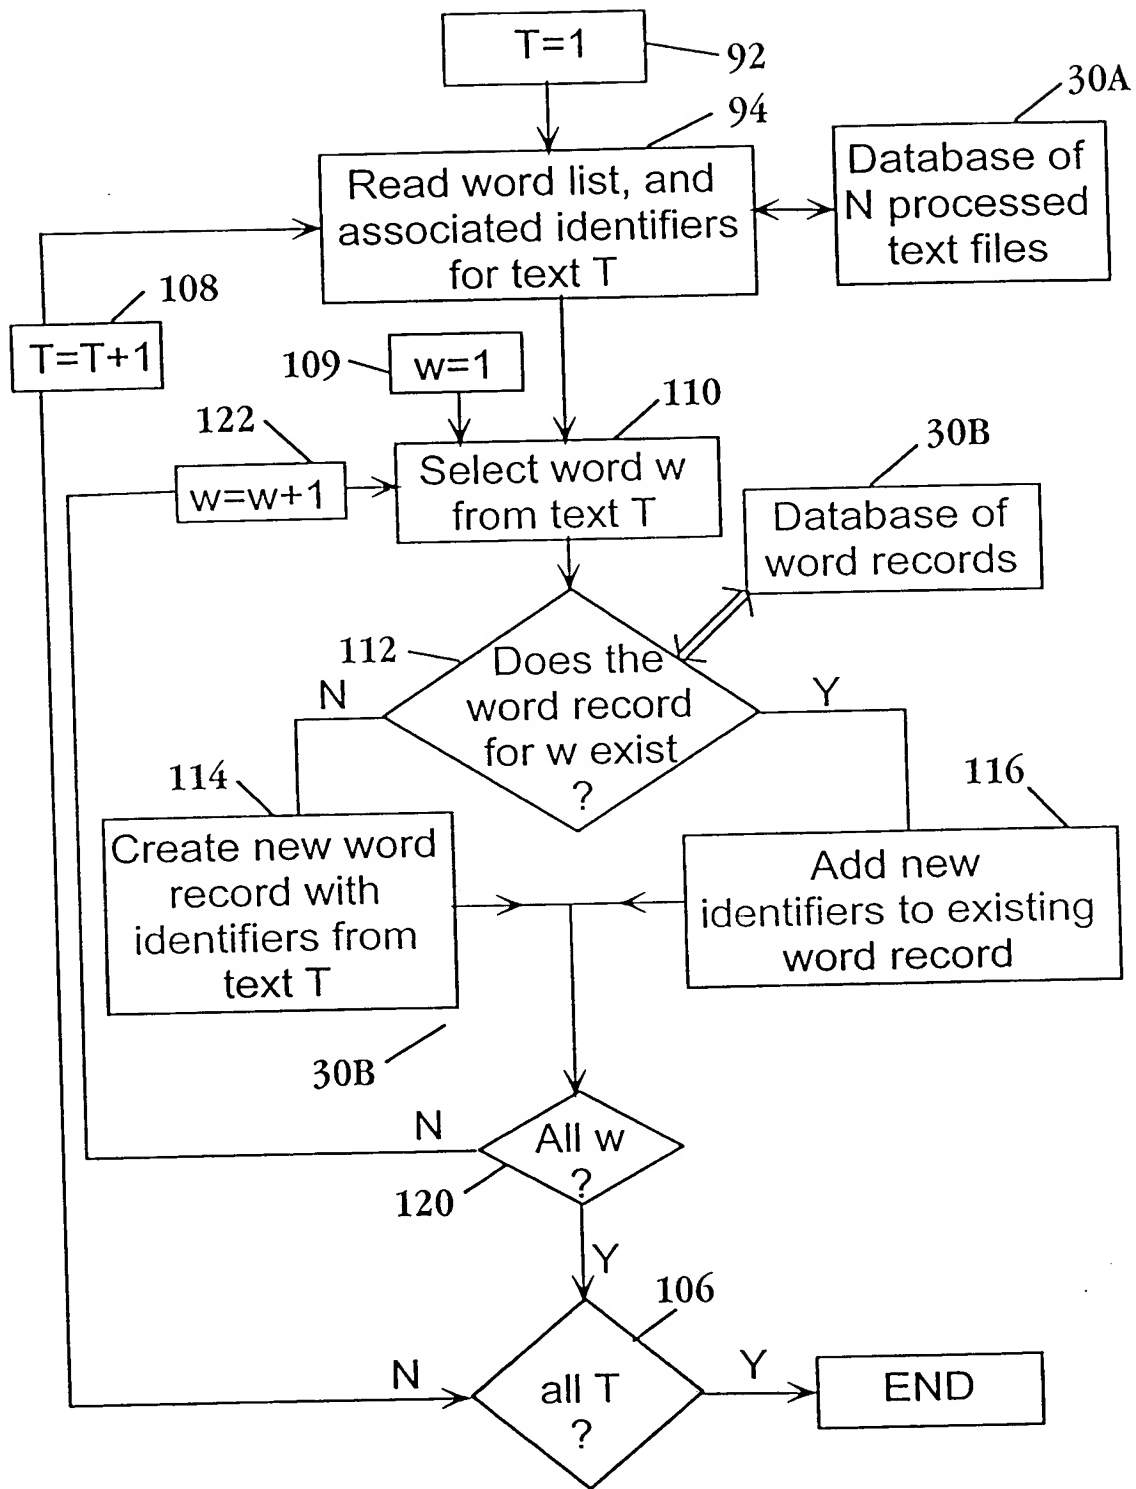 T=1
92
94
30A
Read word list, and
associated identifiers
for text T
Database of
N processed
text files
108
T=T+1
109
w=1
110
122
w=w+1
Select word w
from text T
30B
Database of
word records
112
Does the
word record
for w exist
?
N
Y
114
116
Create new word
record with
identifiers from
text T
Add new
identifiers to existing
word record
30B
N
All w
?
120
Y
106
N
all T
?
Y
END